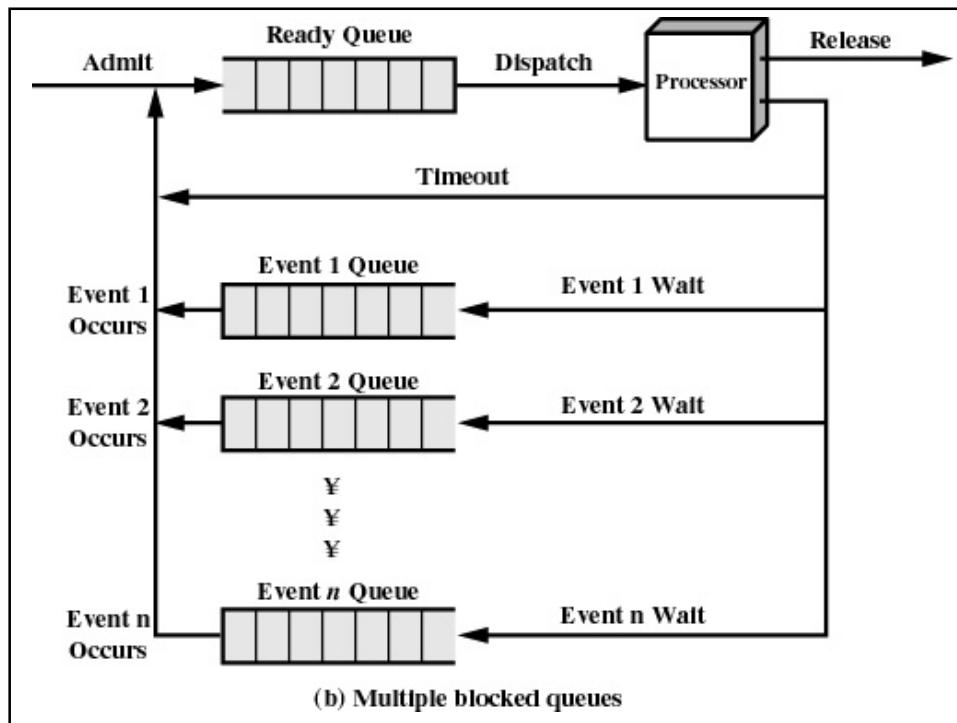 Ready Queue
Admit
Dispatch
Processor
Release
Timeout
Event 1 Queue
Event 1
Occurs
Event 1 Wait
Event 2 Queue
Event 2
Occurs
Event 2 Wait
¥
¥
¥
Event n Queue
Event n
Occurs
Event n Wait
(b) Multiple blocked queues